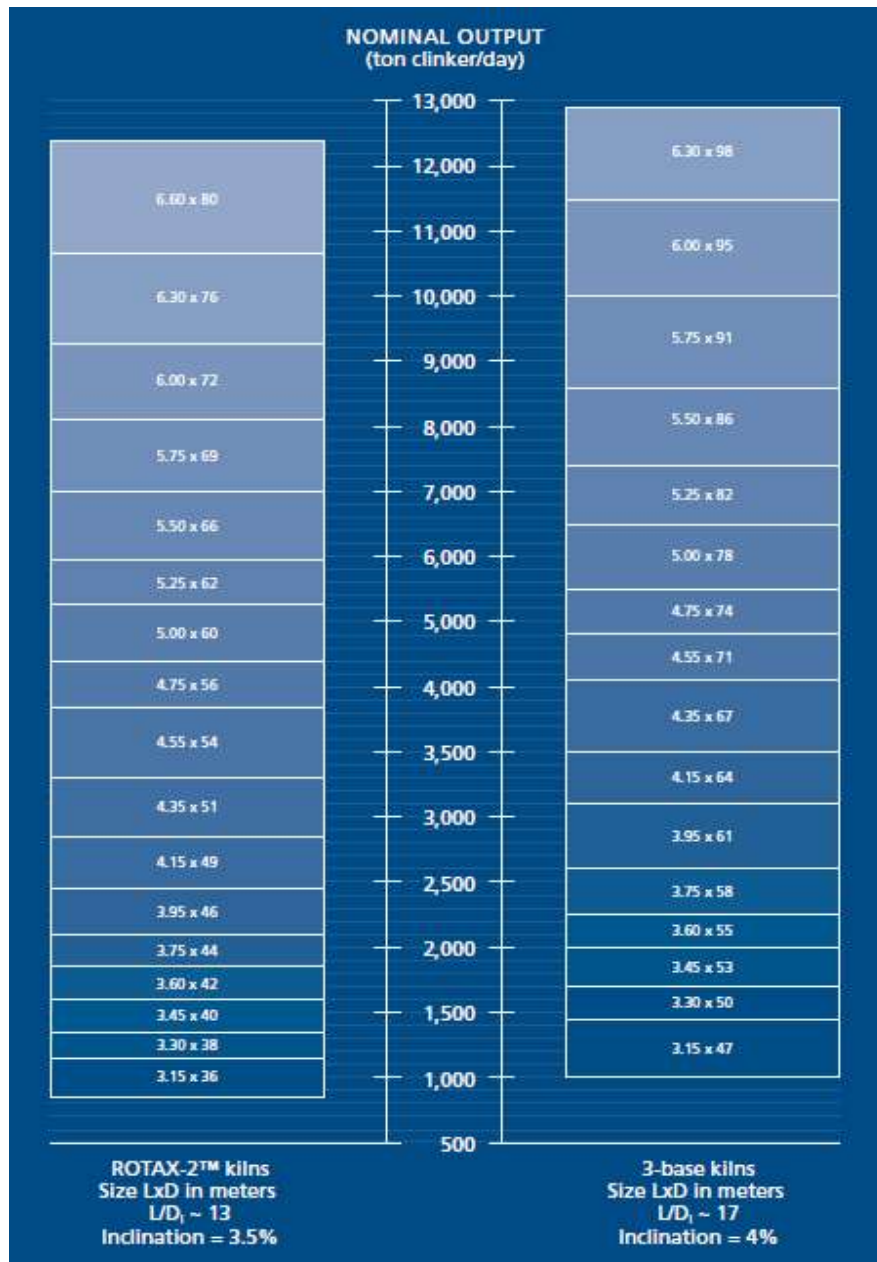 NOMINAL OUTPUT
(ton clinker/day)
13,000
12,000
11,000
10,000
9,000
8,000
7,000
6,000
5,000
4,000
3,500
3,000
2,500
2,000
1,500
1,000
500
6.60 x 80
6.30 x 76
6.00 x 72
5.75 x 69
5.50 x 66
5.25 x 62
5.00 x 60
4.75 x 56
4.55 x 54
4.35 x 51
4.15 x 49
3.95 x 46
3.75 x 44
3.60 x 42
3.45 x 40
3.30 x 38
3.15 x 36
ROTAX-2™ kilns
Size LxD in meters
L/Dᵢ ~ 13
Inclination = 3.5%
6.30 x 98
6.00 x 95
5.75 x 91
5.50 x 86
5.25 x 82
5.00 x 78
4.75 x 74
4.55 x 71
4.35 x 67
4.15 x 64
3.95 x 61
3.75 x 58
3.60 x 55
3.45 x 53
3.30 x 50
3.15 x 47
3-base kilns
Size LxD in meters
L/Dᵢ ~ 17
Inclination = 4%